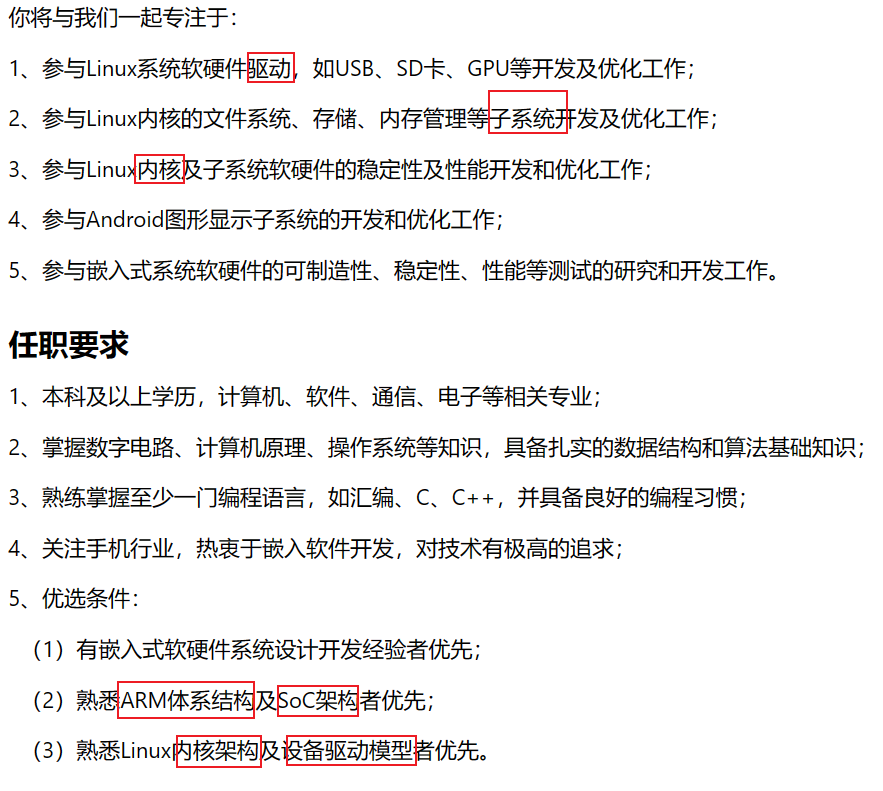 你将与我们一起专注于：
1、参与Linux系统软硬件驱动，如USB、SD卡、GPU等开发及优化工作；
2、参与Linux内核的文件系统、存储、内存管理等子系统开发及优化工作；
3、参与Linux内核及子系统软硬件的稳定性及性能开发和优化工作；
4、参与Android图形显示子系统的开发和优化工作；
5、参与嵌入式系统软硬件的可制造性、稳定性、性能等测试的研究和开发工作。
任职要求
1、本科及以上学历，计算机、软件、通信、电子等相关专业；
2、掌握数字电路、计算机原理、操作系统等知识，具备扎实的数据结构和算法基础知识；
3、熟练掌握至少一门编程语言，如汇编、C、C++，并具备良好的编程习惯；
4、关注手机行业，热衷于嵌入软件开发，对技术有极高的追求；
5、优选条件：
（1）有嵌入式软硬件系统设计开发经验者优先；
（2）熟悉ARM体系结构及SoC架构者优先；
（3）熟悉Linux内核架构及设备驱动模型者优先。